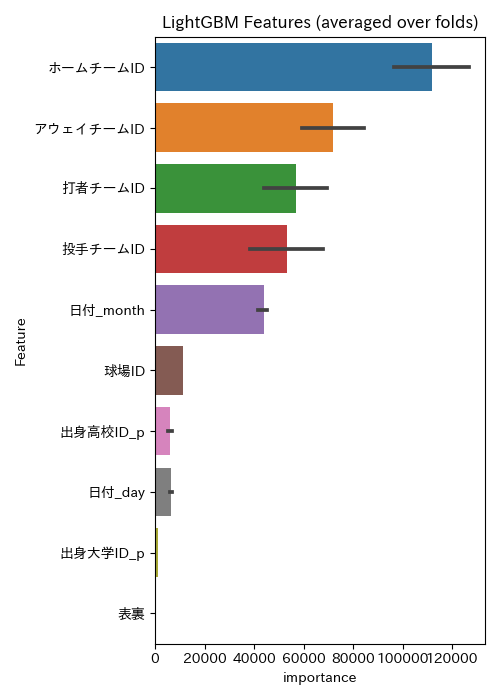 LightGBM Features (averaged over folds)
ホームチームID
アウェイチームID
打者チームID
投手チームID
日付_month
球場ID
出身高校ID_p
日付_day
出身大学ID_p
表裏
Feature
0 20000 40000 60000 80000 100000 120000
importance